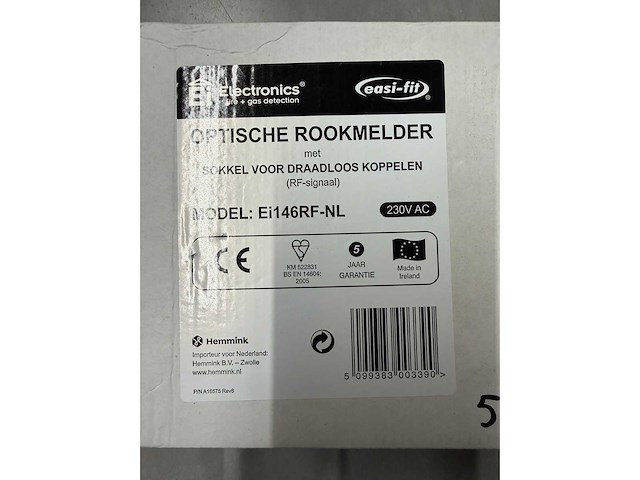 Ei Electronics®
fire + gas detection
easi-fit®
OPTISCHE ROOKMELDER
met
SOKKEL VOOR DRAADLOOS KOPPELEN
(RF-signaal)
MODEL: Ei146RF-NL
230V AC
CE
KM 522831
BS EN 14604:
2005
5
JAAR
GARANTIE
Made in
Ireland
Hemmink
Importeur voor Nederland:
Hemmink B.V. – Zwolle
www.hemmink.nl
P/N A16575 Rev8
5 099383 003390 >
5